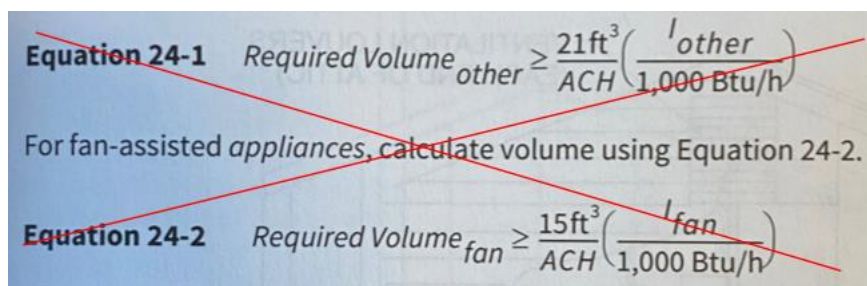 Equation 24-1 Required Volume other ≥ 21ft³/ACH (I other/1,000 Btu/h)
For fan-assisted appliances, calculate volume using Equation 24-2.
Equation 24-2 Required Volume fan ≥ 15ft³/ACH (I fan/1,000 Btu/h)